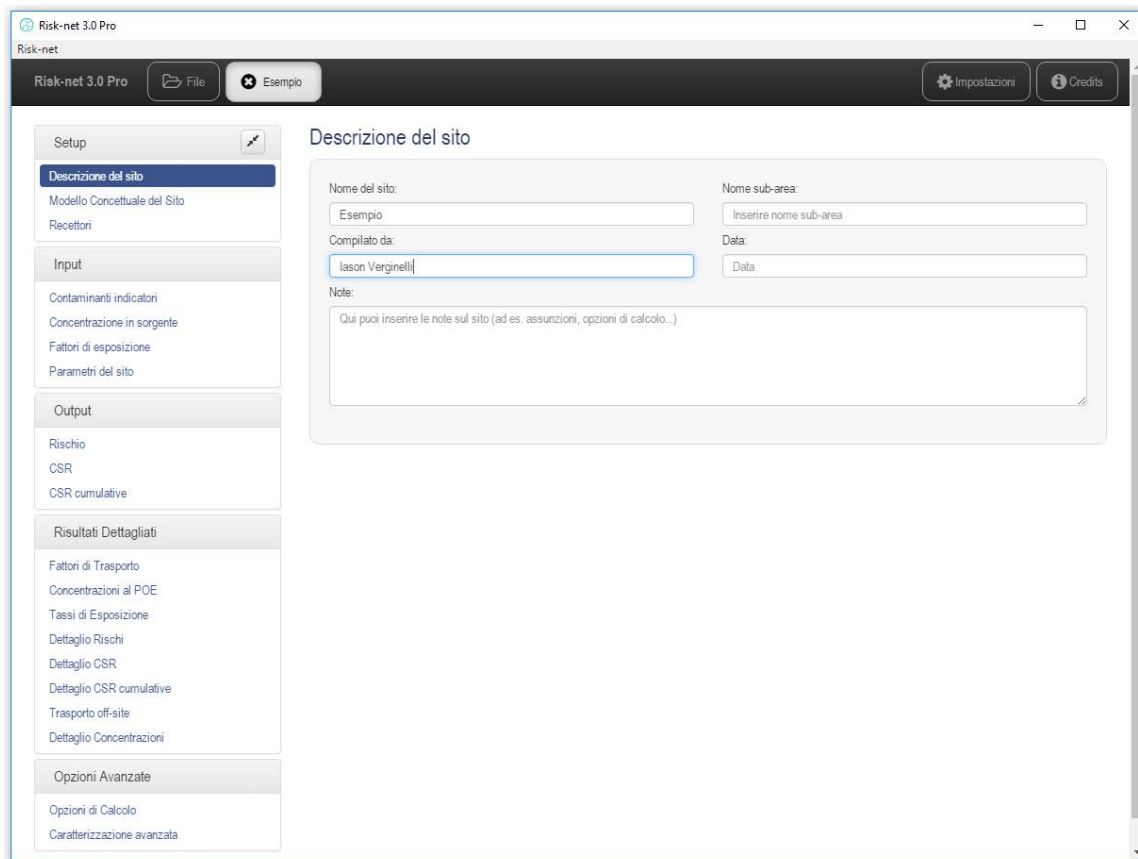 Risk-net 3.0 Pro
Risk-net
Risk-net 3.0 Pro File Esempio Impostazioni Credits
Setup
Descrizione del sito
Modello Concettuale del Sito
Recettori
Input
Contaminanti indicatori
Concentrazione in sorgente
Fattori di esposizione
Parametri del sito
Output
Rischio
CSR
CSR cumulative
Risultati Dettagliati
Fattori di Trasporto
Concentrazioni al POE
Tassi di Esposizione
Dettaglio Rischi
Dettaglio CSR
Dettaglio CSR cumulative
Trasporto off-site
Dettaglio Concentrazioni
Opzioni Avanzate
Opzioni di Calcolo
Caratterizzazione avanzata
Descrizione del sito
Nome del sito: Nome sub-area:
Esempio Inserire nome sub-area
Compilato da: Data:
Iason Verginelli Data
Note:
Qui puoi inserire le note sul sito (ad es. assunzioni, opzioni di calcolo...)